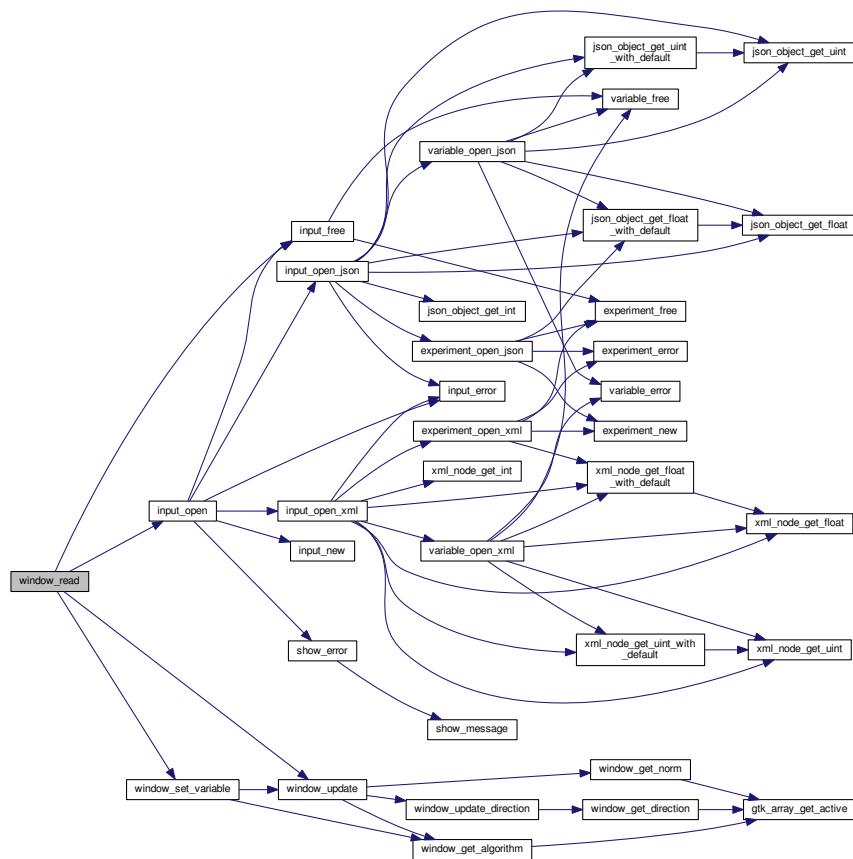 json_object_get_uint
_with_default
json_object_get_uint
variable_free
variable_open_json
json_object_get_float
_with_default
json_object_get_float
input_free
input_open_json
json_object_get_int
experiment_free
experiment_open_json
experiment_error
input_error
variable_error
experiment_open_xml
experiment_new
xml_node_get_int
xml_node_get_float
_with_default
input_open
input_open_xml
xml_node_get_float
input_new
variable_open_xml
window_read
show_error
xml_node_get_uint_with
_default
xml_node_get_uint
show_message
window_get_norm
window_set_variable
window_update
window_update_direction
window_get_direction
gtk_array_get_active
window_get_algorithm